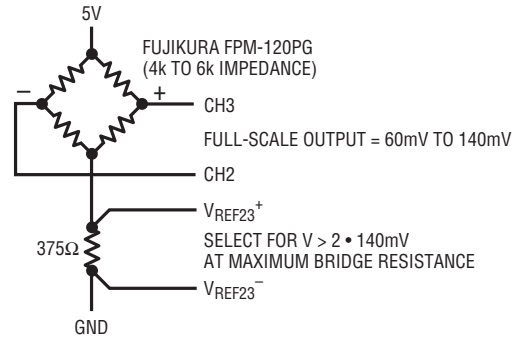 5V
FUJIKURA FPM-120PG
(4k TO 6k IMPEDANCE)
–
+
CH3
FULL-SCALE OUTPUT = 60mV TO 140mV
CH2
VREF23+
375Ω
SELECT FOR V > 2 • 140mV
AT MAXIMUM BRIDGE RESISTANCE
VREF23–
GND